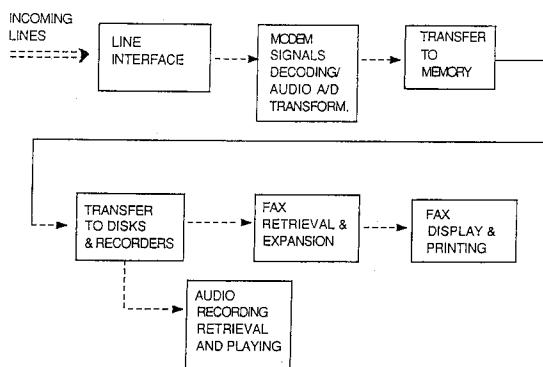 INCOMING
LINES
LINE
INTERFACE
MODEM
SIGNALS
DECODING/
AUDIO A/D
TRANSFORM.
TRANSFER
TO
MEMORY
TRANSFER
TO DISKS
& RECORDERS
FAX
RETRIEVAL &
EXPANSION
FAX
DISPLAY &
PRINTING
AUDIO
RECORDING
RETRIEVAL
AND PLAYING